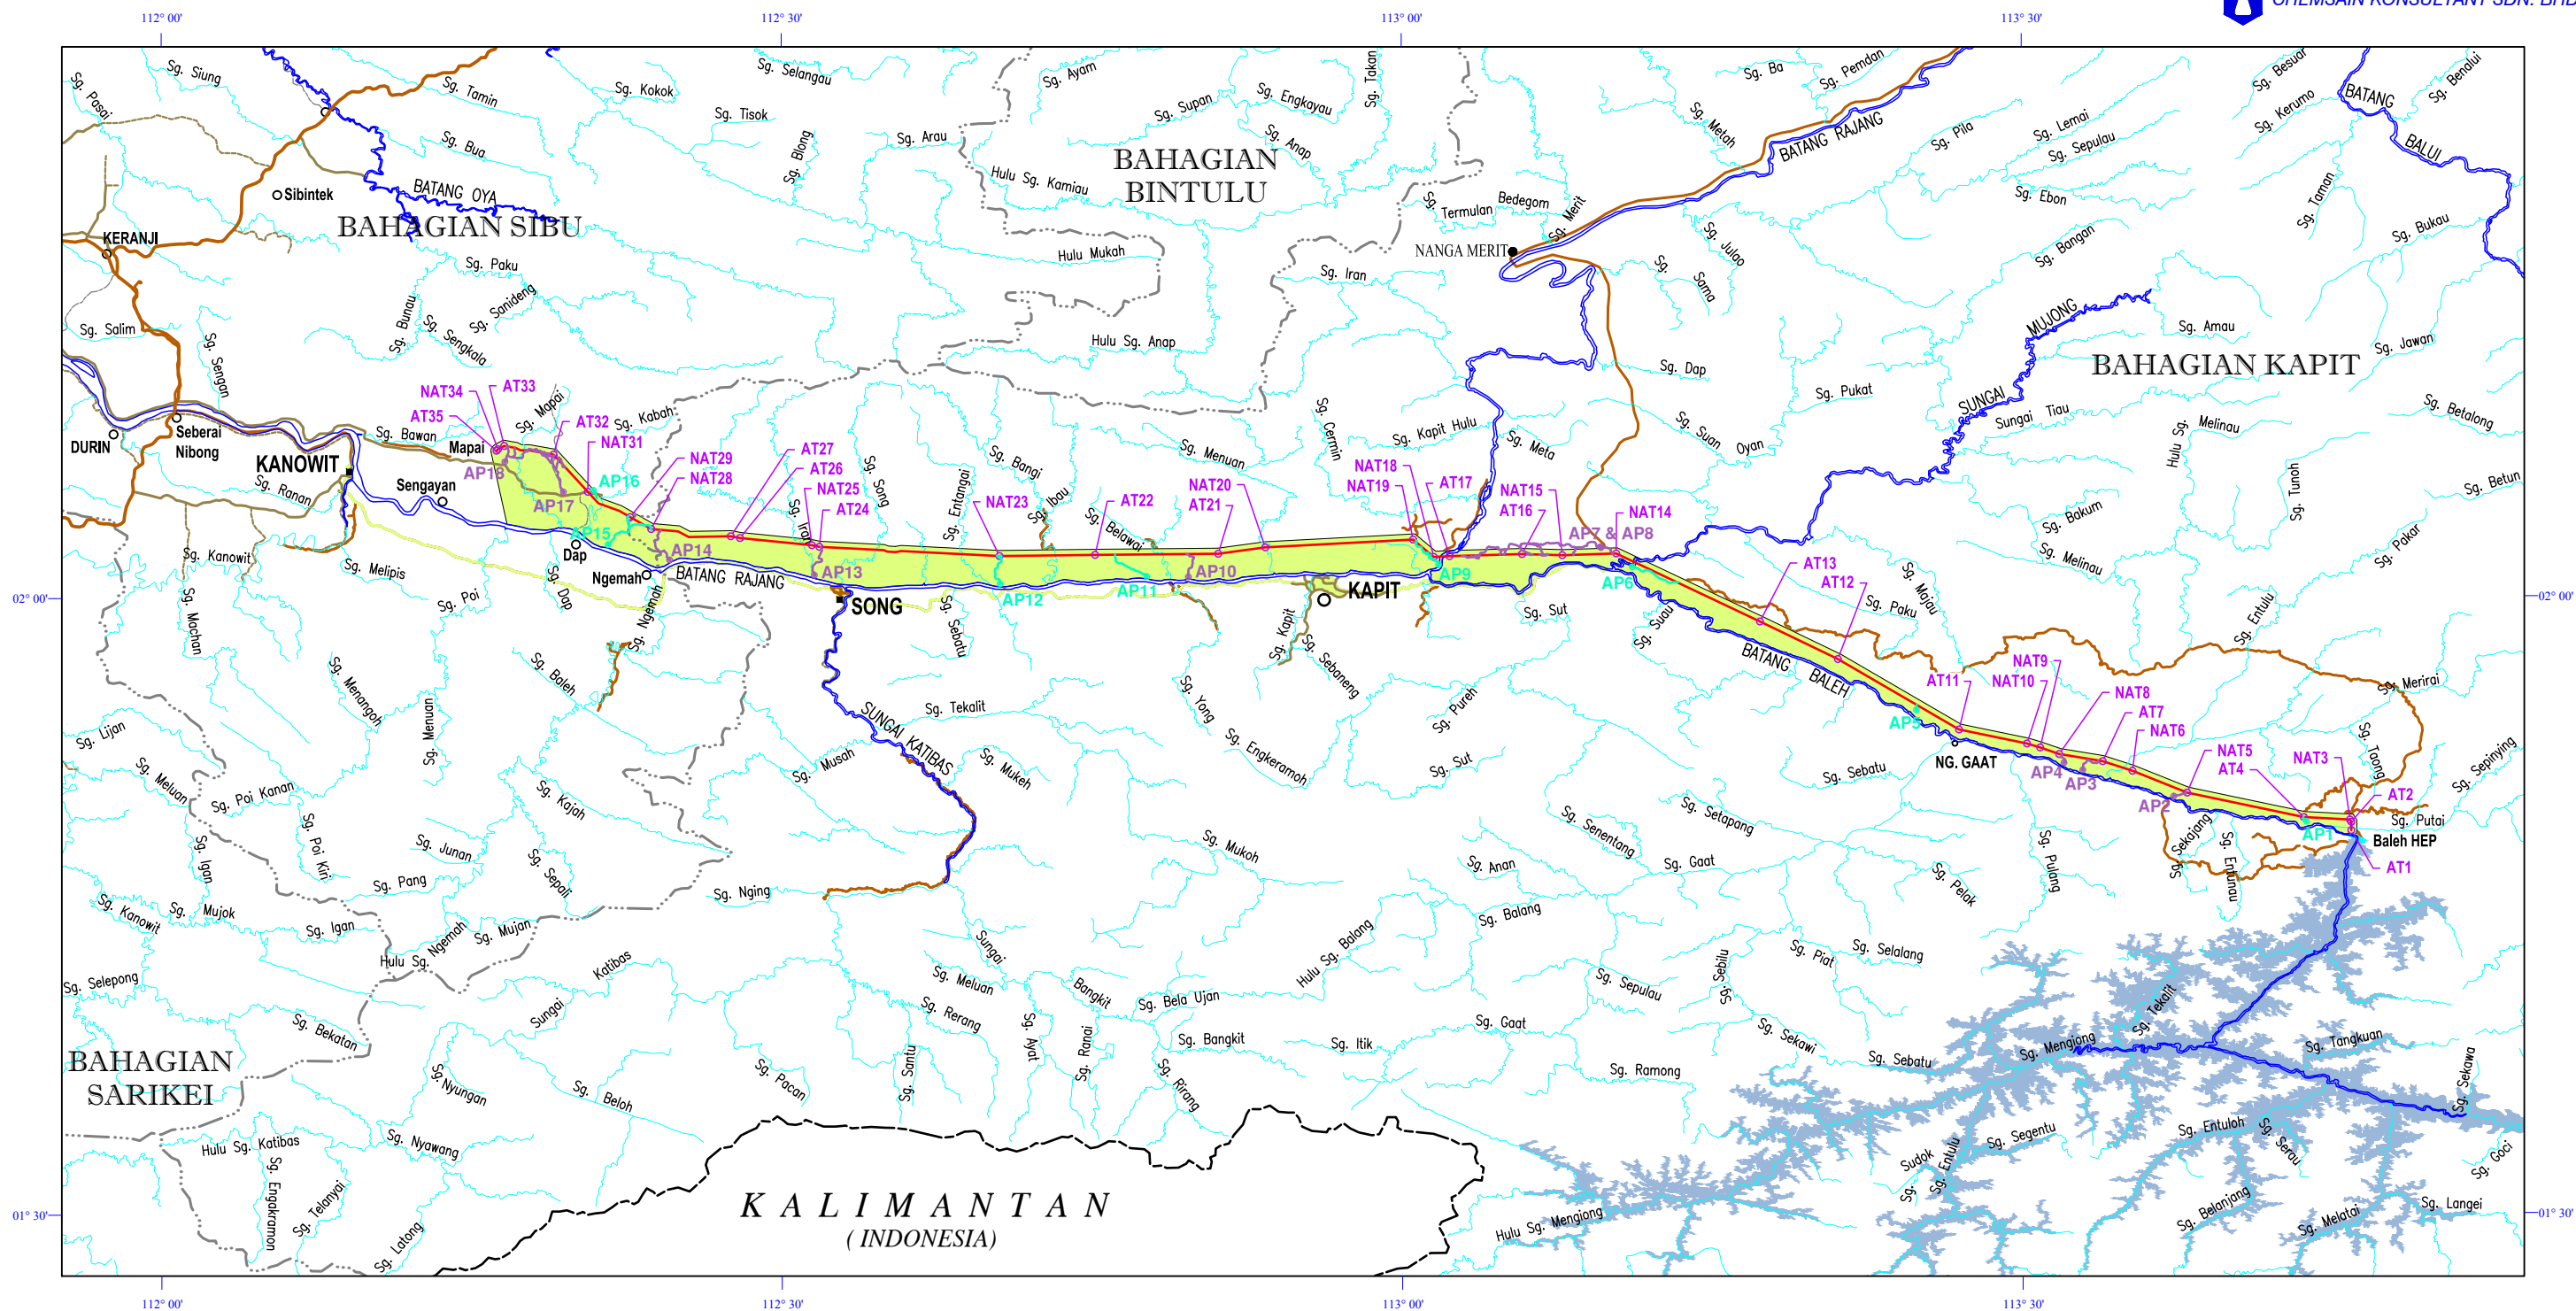 CHEMSAIN KONSULTANT SDN. BHD
112° 00'
112° 30'
113° 00'
113° 30'
Sg. Pasai
Sg. Siung
Sg. Tamin
Sg. Kokok
Sg. Selangau
Sg. Tisok
Sg. Blong
Sg. Arau
Sg. Bua
Sg. Ayam
Sg. Supan
Sg. Engkayau
Sg. Takan
Sg. Anap
Sg. Ba
Sg. Pemdan
Sg. Metah
BATANG RAJANG
Sg. Pila
Sg. Lemai
Sg. Sepulau
Sg. Ebon
Sg. Besuar
Sg. Kerumo
Sg. Benalui
BATANG
BALUI
Sg. Taman
Sg. Bukau
Sibintek
BATANG OYA
BAHAGIAN SIBU
KERANJI
BAHAGIAN
BINTULU
Hulu Sg. Kamiau
Hulu Mukah
Sg. Termulan
Bedegom
Sg. Merit
NANGA MERIT
Sg. Iran
Sg. Julao
Sg. Sama
Sg. Bangan
Sg. Paku
Sg. Bunau
Sg. Sanideng
Sg. Sengkala
Sg. Salim
Sg. Sengan
Hulu Sg. Anap
SUNGAI
MUJONG
Sg. Amau
Sg. Jawan
BAHAGIAN KAPIT
Sg. Dap
Sg. Pukat
Sg. Suan
Oyan
Sungai Tiau
Hulu Sg. Melinau
Sg. Betalong
Sg. Betun
Sg. Tunoh
Sg. Bakum
Sg. Melinau
Sg. Pakar
NAT34
AT33
AT35
Sg. Mapai
Sg. Kabah
AT32
NAT31
DURIN
Seberai
Nibong
Sg. Bawan
Mapai
KANOWIT
Sg. Ranan
Sengayan
AP18
AP17
AP16
AP15
NAT29
NAT28
AT27
AT26
NAT25
AT24
Sg. Iran
Sg. Song
Sg. Entangai
NAT23
Sg. Bangi
Sg. Ibau
Sg. Belawai
AT22
Sg. Menuan
NAT20
AT21
Sg. Cermin
Sg. Kapit Hulu
NAT18
NAT19
AT17
Sg. Meta
NAT15
AT16
NAT14
AP7 & AP8
Sg. Kanowit
Sg. Melipis
Dap
Ngemah
AP14
BATANG RAJANG
AP13
AP12
AP11
AP10
AP9
AP6
AT13
AT12
Sg. Paku
Sg. Majau
Sg. Entulu
02° 00'
02° 00'
Sg. Machan
Sg. Poi
Sg. Dap
Sg. Ngemah
SONG
Sg. Sebatu
KAPIT
Sg. Kapit
Sg. Sebaneng
Sg. Sut
Sg. Suau
BATANG
BALEH
Sg. Menangoh
Sg. Menuan
Sg. Baleh
SUNGAI KATIBAS
Sg. Tekalit
Sg. Yong
Sg. Engkeramoh
Sg. Pureh
AP5
AT11
NAT9
NAT10
NAT8
AT7
NAT6
NG. GAAT
AP4
AP3
AP2
NAT5
AT4
NAT3
AT2
AP1
AT1
Sg. Merirai
Sg. Taong
Sg. Sepinying
Sg. Putai
Baleh HEP
Sg. Lijan
Sg. Meluan
Sg. Poi Kanan
Sg. Poi Kiri
Sg. Igan
Sg. Junan
Sg. Pang
Sg. Kajah
Sg. Sepali
Sg. Musah
Sg. Mukeh
Sg. Mukoh
Sg. Sut
Sg. Sebatu
Sg. Setapang
Sg. Senentang
Sg. Gaat
Sg. Anan
Sg. Pelak
Sg. Pulang
Sg. Sekajang
Sg. Entunau
Sg. Kanowit
Sg. Mujok
Sg. Igan
Sg. Mujan
Hulu Sg. Ngemah
Sg. Nging
Sg. Balang
Hulu Sg. Balang
Sg. Selepong
Sg. Bekatan
Sungai
Katibas
Sungai
Bangkit
Sg. Meluan
Sg. Rerang
Sg. Ayat
Sg. Ranai
Sg. Bela Ujan
Sg. Bangkit
Sg. Itik
Sg. Rirang
Sg. Santu
Sg. Pacan
Sg. Gaat
Sg. Sepulau
Sg. Sebilu
Sg. Piat
Sg. Selalang
Sg. Sekawi
Sg. Sebatu
Sg. Ramong
Sg. Mengiong
Sg. Tekalit
Sg. Tangkuan
Sg. Sekawa
BAHAGIAN
SARIKEI
Sg.Nyungan
Sg. Beloh
Hulu Sg. Katibas
Sg. Nyawang
Sg. Engkramon
Sg. Telanyai
Sg. Latong
KALIMANTAN
( INDONESIA)
Hulu Sg. Mengiong
Sg. Sudok
Sg. Entulu
Sg. Segentu
Sg. Entuloh
Sg. Serau
Sg. Belanjang
Sg. Melatai
Sg. Langei
Sg. Goci
01° 30'
01° 30'
112° 00'
112° 30'
113° 00'
113° 30'